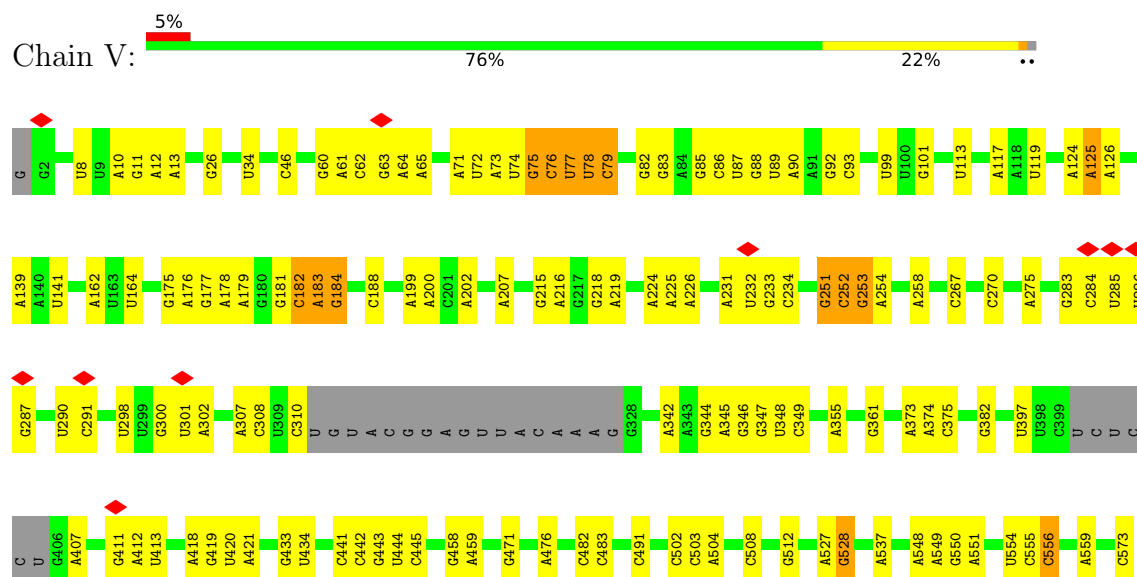 5%
Chain V:
76% 22% ••
G G2 U8 U9 A10 G11 A12 A13 G26 U34 C46 G60 A61 C62 G63 A64 A65 A71 U72 A73 U74 G75 C76 U77 U78 C79 G82 G83 A84 G85 C86 U87 G88 U89 A90 A91 G92 C93 U99 U100 G101 U113 A117 A118 U119 A124 A125 A126
A139 A140 U141 A162 U163 U164 G175 A176 G177 A178 A179 G180 G181 C182 A183 G184 C188 A199 A200 C201 A202 A207 G215 A216 G217 G218 A219 A224 A225 A226 A231 U232 G233 C234 G251 C252 G253 A254 A258 C267 C270 A275 G283 C284 U285
G287 U290 C291 U298 U299 G300 U301 A302 A307 C308 U309 C310 U G U A C G G A G U U A C A A A G G328 A342 A343 G344 A345 G346 G347 U348 C349 A355 G361 A373 A374 C375 G382 U397 U398 C399 U C U C
C U G406 A407 G411 A412 U413 A418 G419 U420 A421 G433 U434 C441 C442 G443 U444 C445 G458 A459 G471 A476 C482 C483 C491 C502 C503 A504 C508 G512 A527 G528 A537 A548 A549 G550 A551 U554 C555 C556 A559 C573